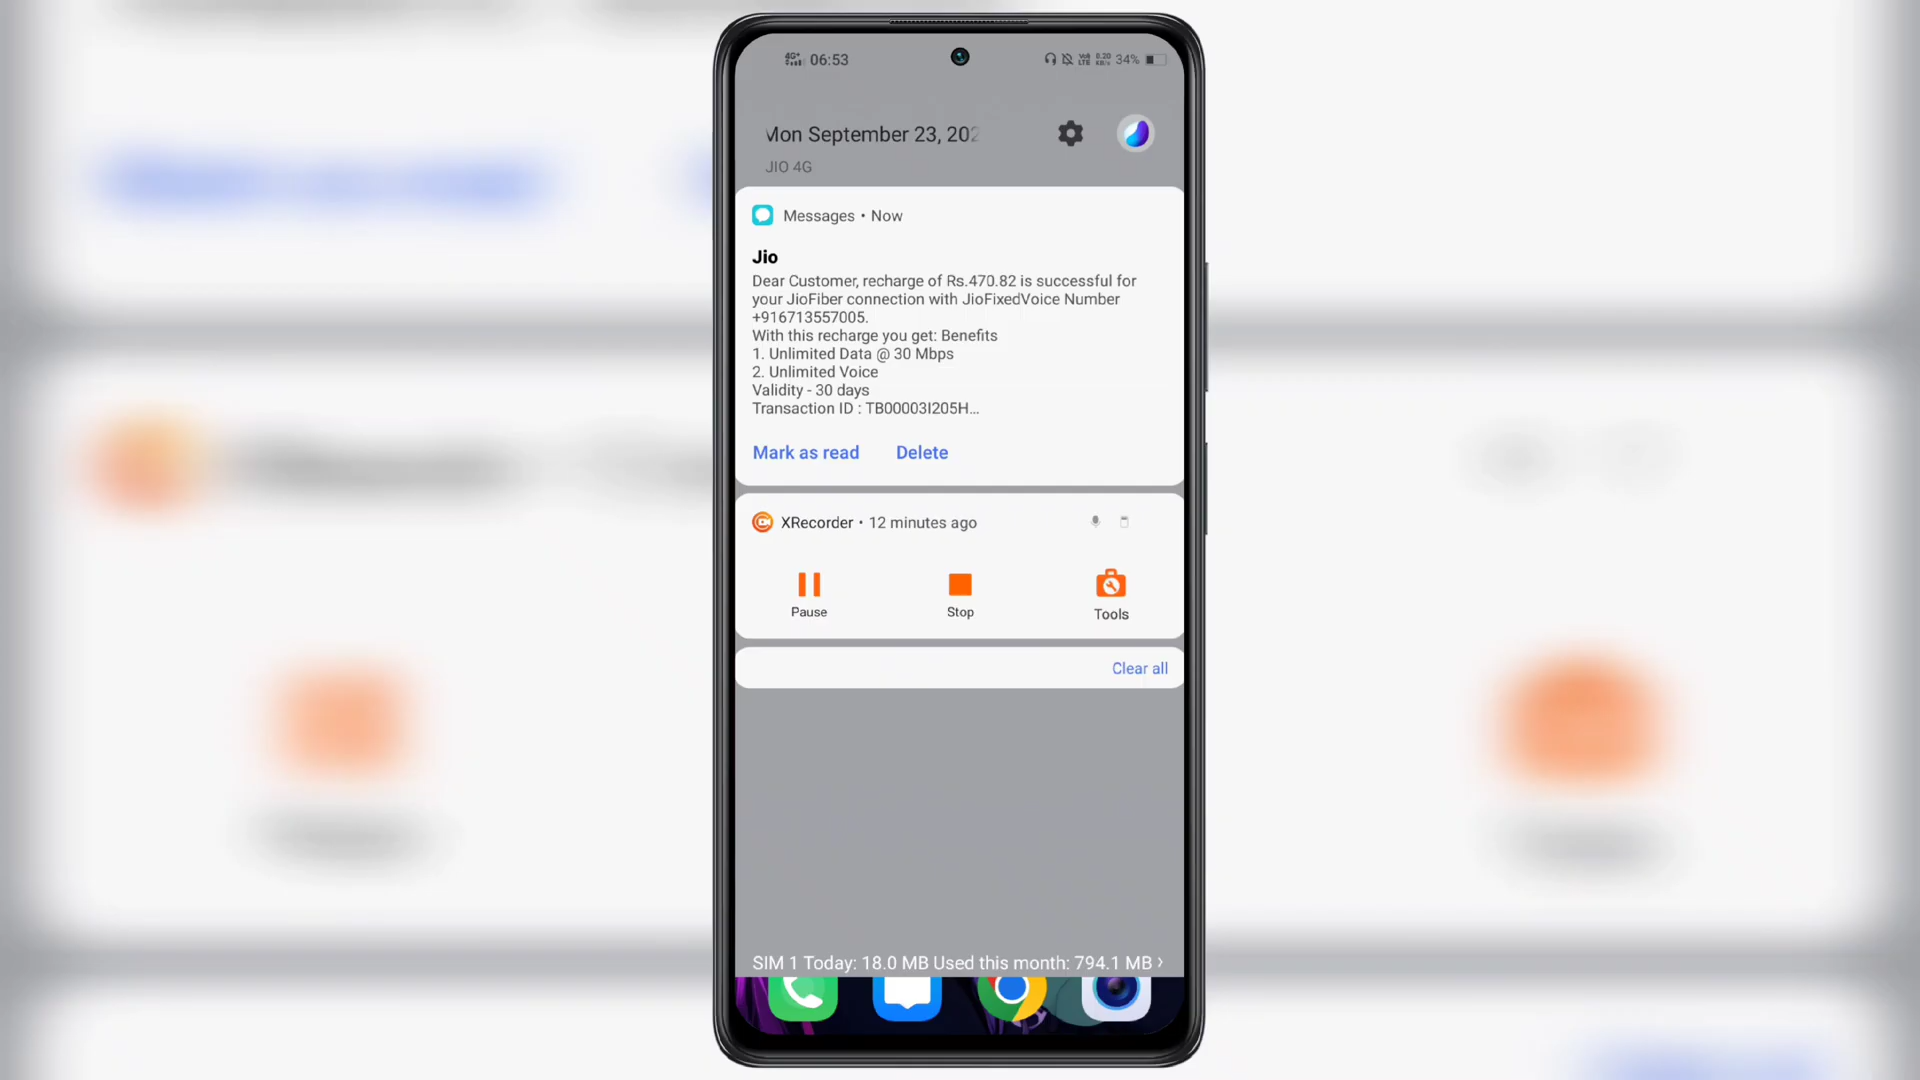 06:53
34%
Mon September 23, 202
JIO 4G
Messages • Now
Jio
Dear Customer, recharge of Rs.470.82 is successful for
your JioFiber connection with JioFixedVoice Number
+916713557005.
With this recharge you get: Benefits
1. Unlimited Data @ 30 Mbps
2. Unlimited Voice
Validity - 30 days
Transaction ID : TB00003I205H...
Mark as read Delete
XRecorder • 12 minutes ago
Pause Stop Tools
Clear all
SIM 1 Today: 18.0 MB Used this month: 794.1 MB ›